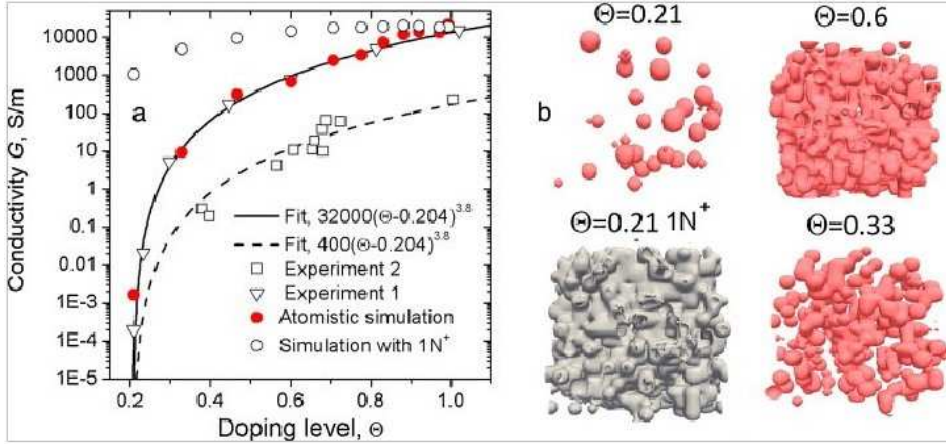 10000
1000
100
10
1
0.1
0.01
1E-3
1E-4
1E-5
Conductivity G, S/m
a
Fit, 32000(Θ-0.204)^3.8
Fit, 400(Θ-0.204)^3.8
Experiment 2
Experiment 1
Atomistic simulation
Simulation with 1N⁺
0.2 0.4 0.6 0.8 1.0
Doping level, Θ
b
Θ=0.21
Θ=0.6
Θ=0.21 1N⁺
Θ=0.33